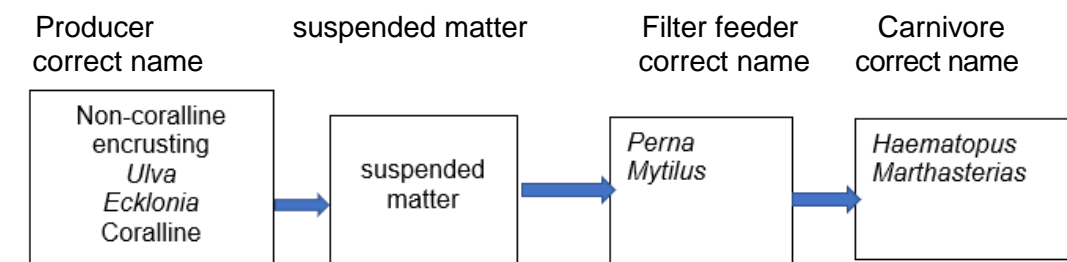 Producer suspended matter Filter feeder Carnivore
correct name correct name correct name
Non-coralline
encrusting
Ulva
Ecklonia
Coralline
suspended
matter
Perna
Mytilus
Haematopus
Marthasterias